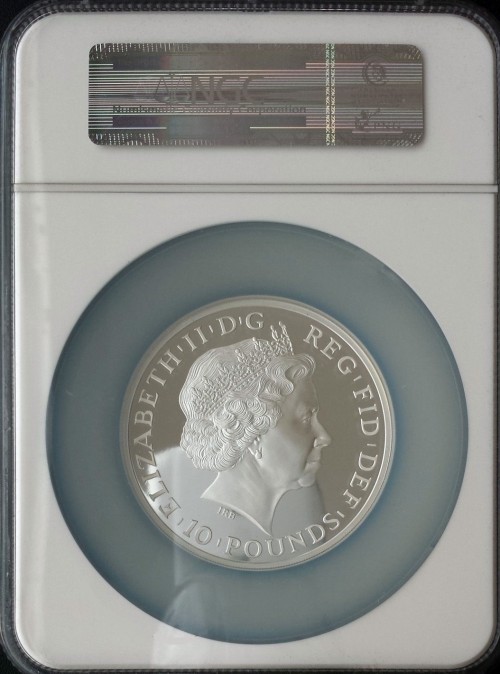 NGC
Numismatic Guaranty Corporation
ELIZABETH·II·D·G REG·FID·DEF
·10·POUNDS·
IRB